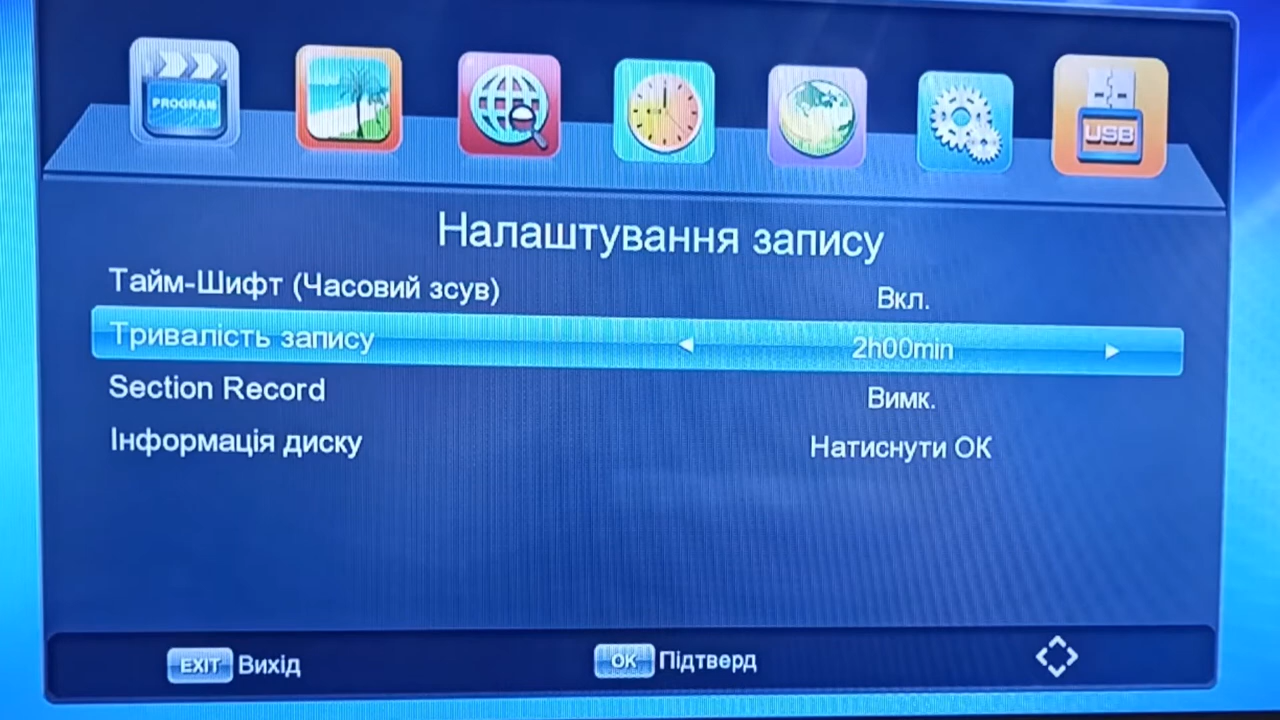 PROGRAM
USB
Налаштування запису
Тайм-Шифт (Часовий зсув) Вкл.
Тривалість запису 2h00min
Section Record Вимк.
Інформація диску Натиснути ОК
EXIT Вихід OK Підтверд